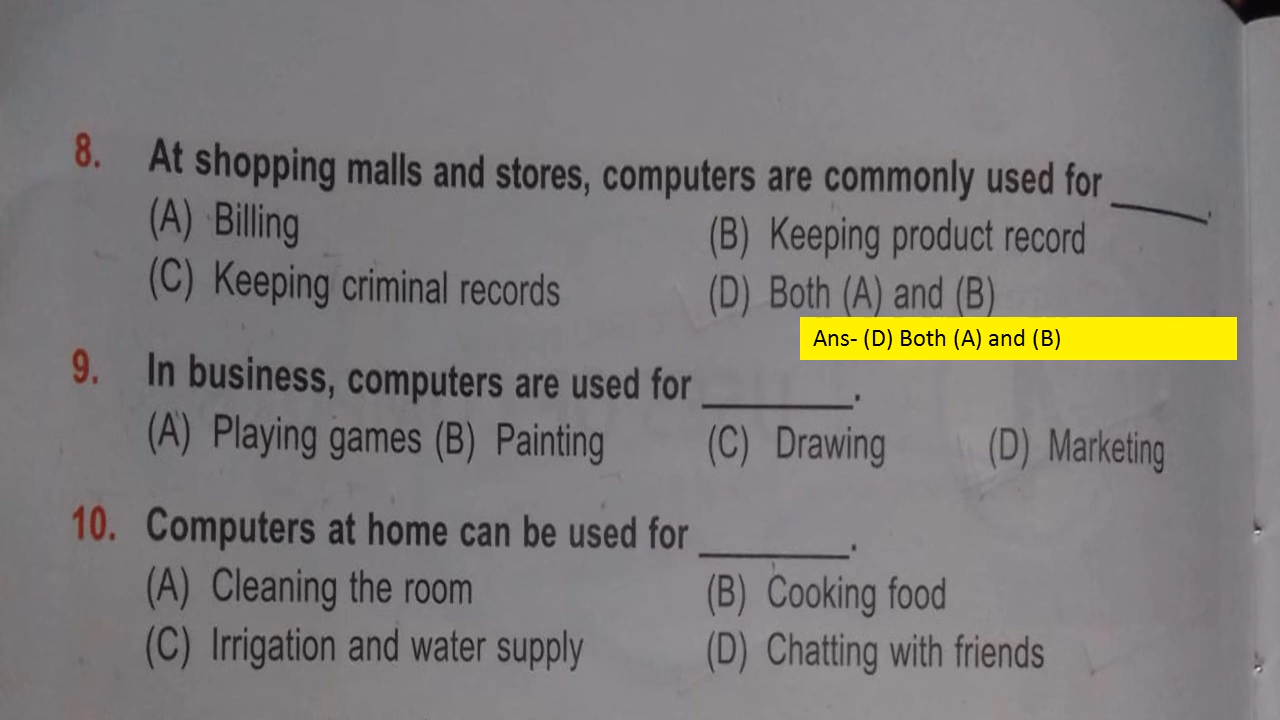 8. At shopping malls and stores, computers are commonly used for ______.
(A) Billing (B) Keeping product record
(C) Keeping criminal records (D) Both (A) and (B)
Ans- (D) Both (A) and (B)
9. In business, computers are used for ________.
(A) Playing games (B) Painting (C) Drawing (D) Marketing
10. Computers at home can be used for ________.
(A) Cleaning the room (B) Cooking food
(C) Irrigation and water supply (D) Chatting with friends